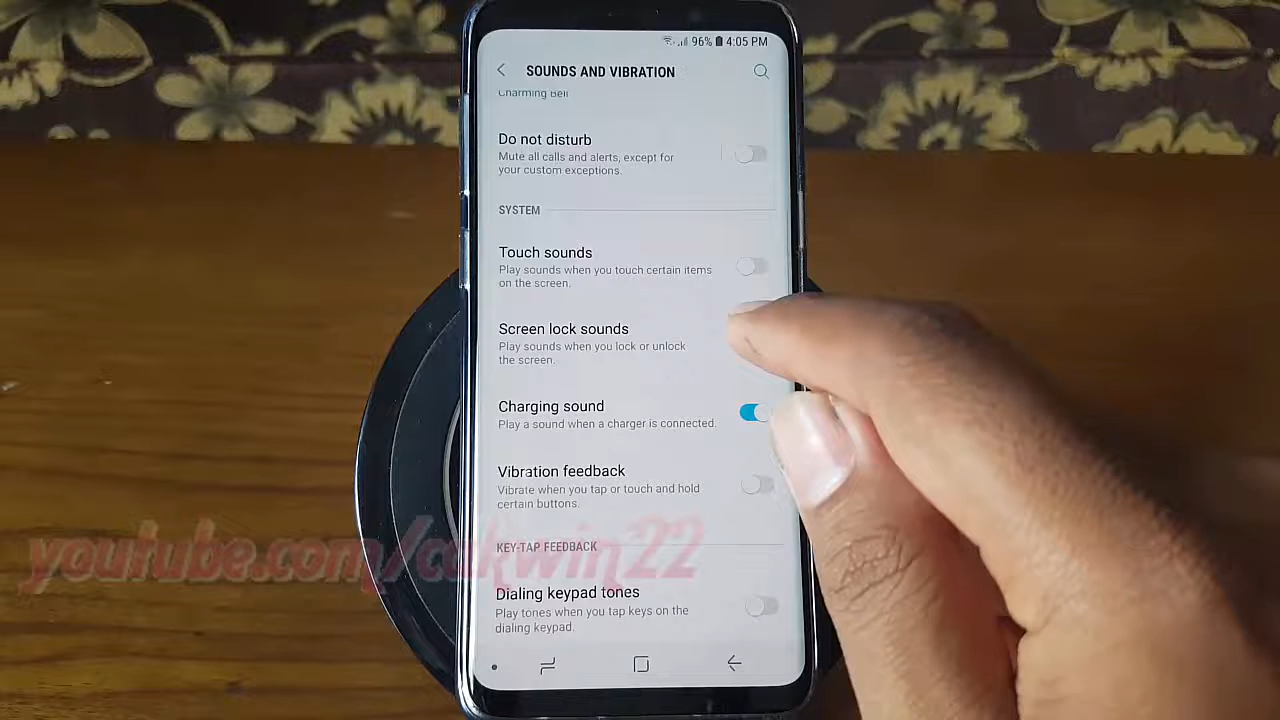 96% 4:05 PM
SOUNDS AND VIBRATION
Charming Bell
Do not disturb
Mute all calls and alerts, except for
your custom exceptions.
SYSTEM
Touch sounds
Play sounds when you touch certain items
on the screen.
Screen lock sounds
Play sounds when you lock or unlock
the screen.
Charging sound
Play a sound when a charger is connected.
Vibration feedback
Vibrate when you tap or touch and hold
certain buttons.
KEY-TAP FEEDBACK
youtube.com/cakwin22
Dialing keypad tones
Play tones when you tap keys on the
dialing keypad.